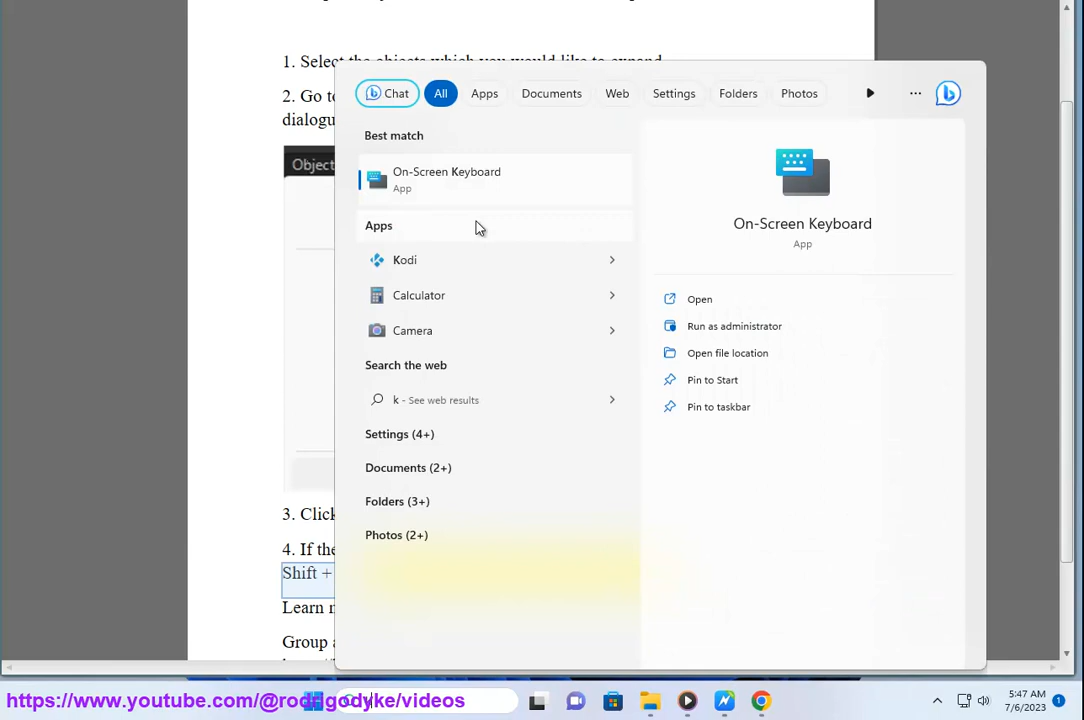 1. Select the objects which you would like to expand
2. Go to
dialogu
Object
3. Click
4. If the
Shift +
Learn
Group
Chat All Apps Documents Web Settings Folders Photos
Best match
On-Screen Keyboard
App
Apps
Kodi
Calculator
Camera
Search the web
k - See web results
Settings (4+)
Documents (2+)
Folders (3+)
Photos (2+)
On-Screen Keyboard
App
Open
Run as administrator
Open file location
Pin to Start
Pin to taskbar
https://www.youtube.com/@rodrigodyke/videos
5:47 AM
7/6/2023
1